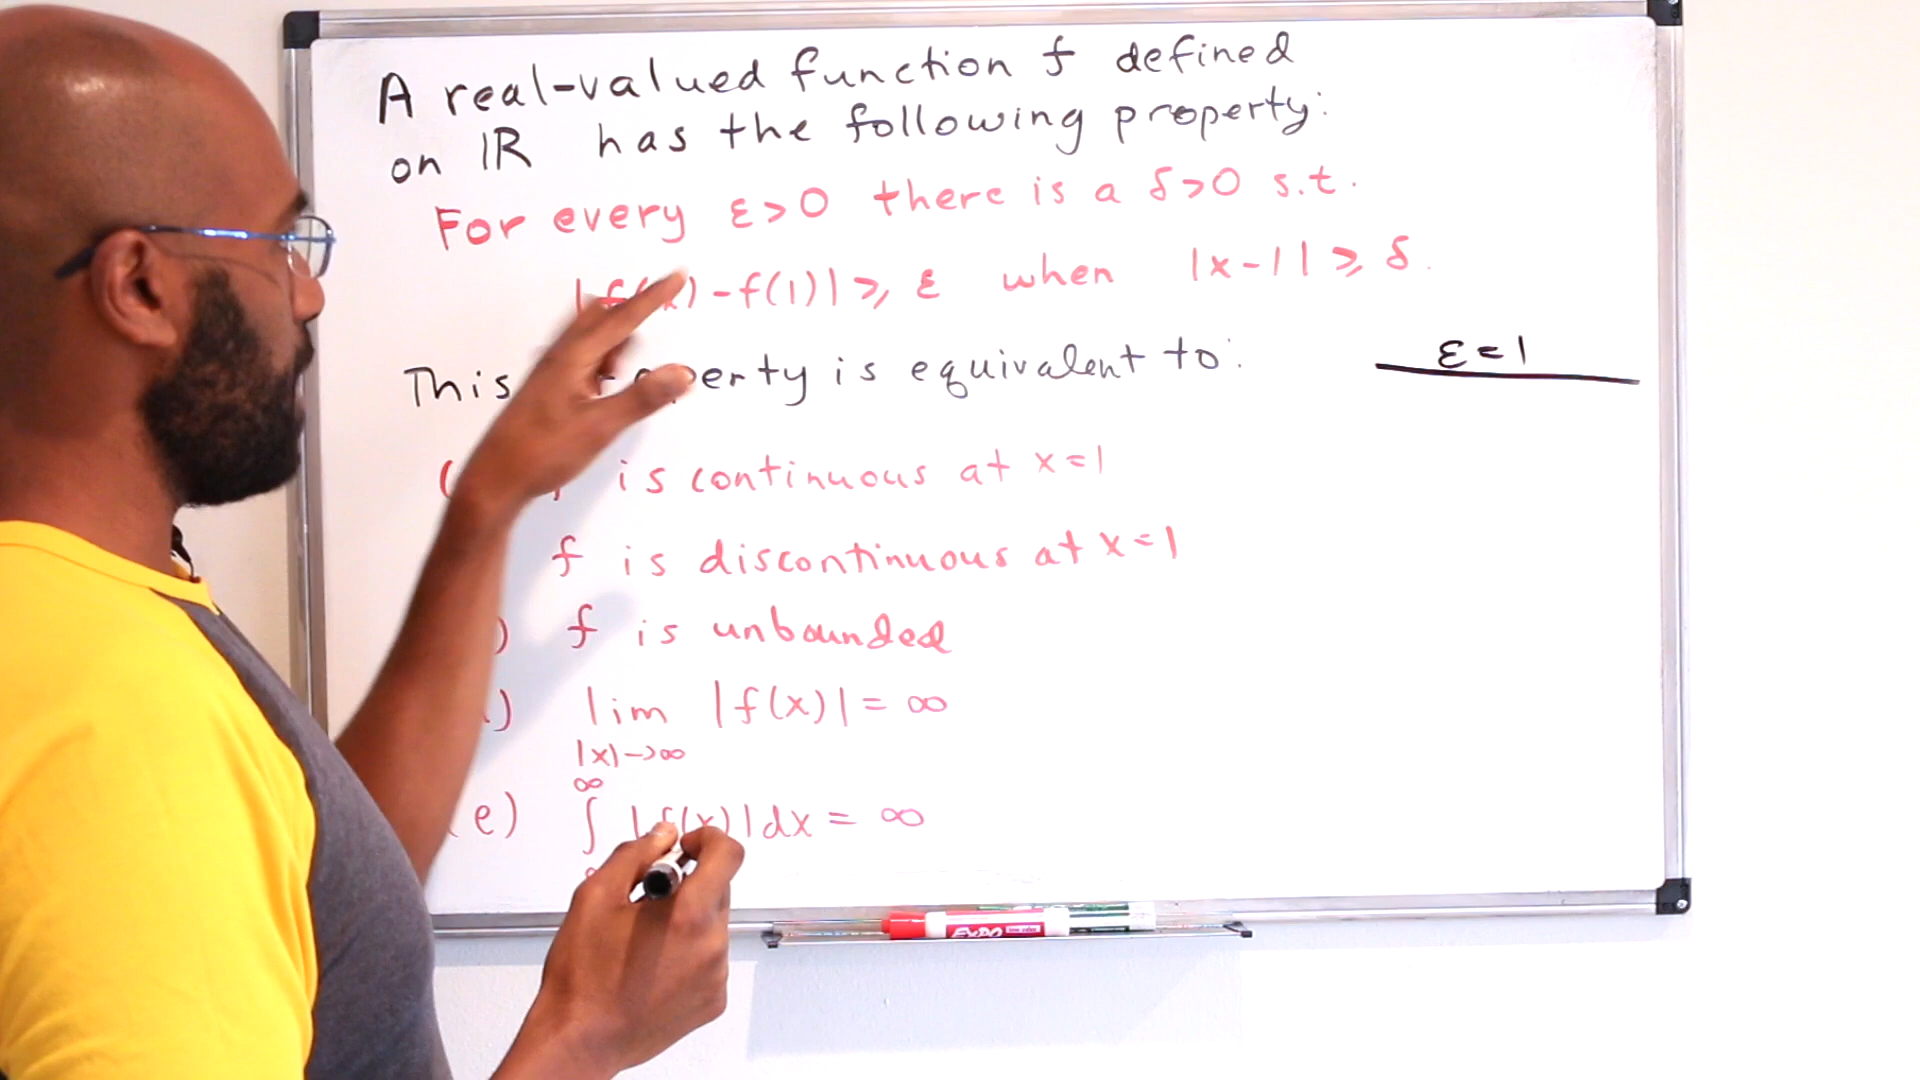 A real-valued function f defined
on ℝ has the following property:
For every ε>0 there is a δ>0 s.t.
|f( ) -f(1)| ⩾ ε when |x-1| ⩾ δ.
This is equivalent to:
ε=1
( is continuous at x=1
f is discontinuous at x=1
) f is unbounded
) lim |f(x)| = ∞
|x|→∞
∞
(e) ∫ |f(x)|dx = ∞
EXPO